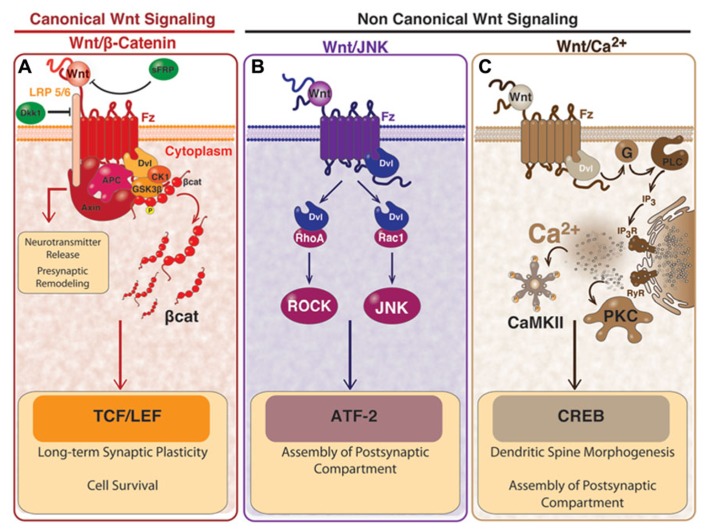 Canonical Wnt Signaling
Non Canonical Wnt Signaling
Wnt/β-Catenin
A
Wnt
sFRP
LRP 5/6
Dkk1
Fz
Cytoplasm
Dvl
APC
CK1
GSK3β
βcat
P
Axin
Neurotransmitter
Release
Presynaptic
Remodeling
βcat
TCF/LEF
Long-term Synaptic Plasticity
Cell Survival
Wnt/JNK
B
Wnt
Fz
Dvl
Dvl
Dvl
RhoA
Rac1
ROCK
JNK
ATF-2
Assembly of Postsynaptic
Compartment
Wnt/Ca2+
C
Wnt
Fz
Dvl
G
PLC
IP3
Ca2+
IP3R
RyR
CaMKII
PKC
CREB
Dendritic Spine Morphogenesis
Assembly of Postsynaptic
Compartment